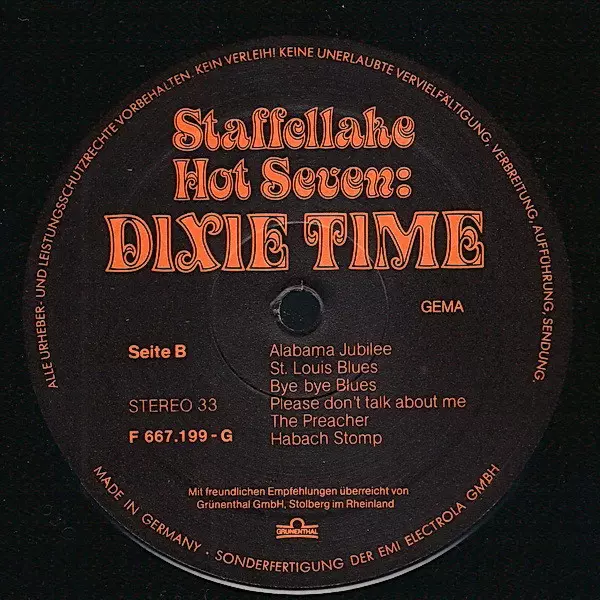 ALLE URHEBER- UND LEISTUNGSSCHUTZRECHTE VORBEHALTEN. KEIN VERLEIH! KEINE UNERLAUBTE VERVIELFÄLTIGUNG, VERBREITUNG, AUFFÜHRUNG, SENDUNG.
Staffellake
Hot Seven:
DIXIE TIME
GEMA
Seite B
STEREO 33
F 667.199-G
Alabama Jubilee
St. Louis Blues
Bye bye Blues
Please don't talk about me
The Preacher
Habach Stomp
Mit freundlichen Empfehlungen überreicht von
Grünenthal GmbH, Stolberg im Rheinland
GRÜNENTHAL
MADE IN GERMANY · SONDERFERTIGUNG DER EMI ELECTROLA GMBH